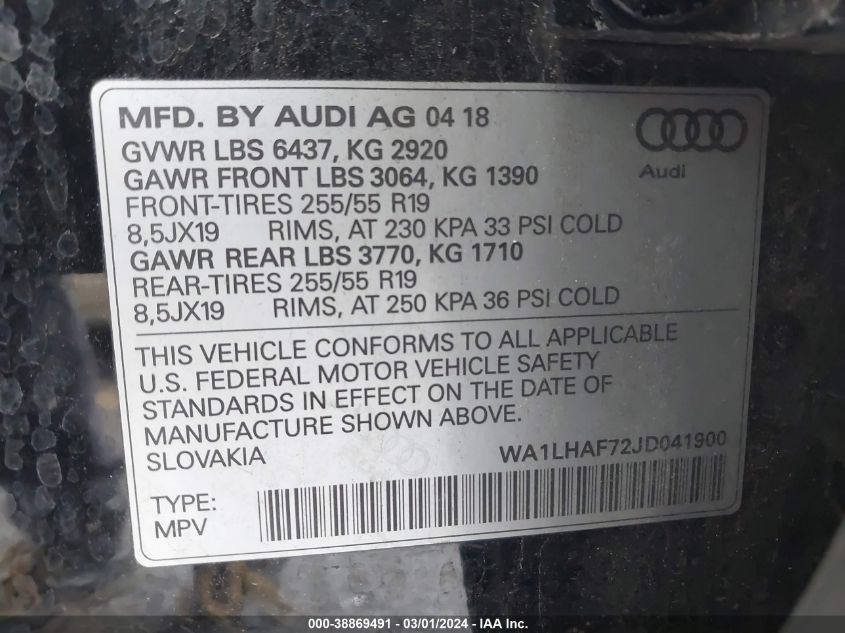 MFD. BY AUDI AG 04 18
GVWR LBS 6437, KG 2920
GAWR FRONT LBS 3064, KG 1390
FRONT-TIRES 255/55 R19
8,5JX19 RIMS, AT 230 KPA 33 PSI COLD
GAWR REAR LBS 3770, KG 1710
REAR-TIRES 255/55 R19
8,5JX19 RIMS, AT 250 KPA 36 PSI COLD
Audi
THIS VEHICLE CONFORMS TO ALL APPLICABLE
U.S. FEDERAL MOTOR VEHICLE SAFETY
STANDARDS IN EFFECT ON THE DATE OF
MANUFACTURE SHOWN ABOVE.
SLOVAKIA WA1LHAF72JD041900
TYPE:
MPV
000-38869491 - 03/01/2024 - IAA, Inc.